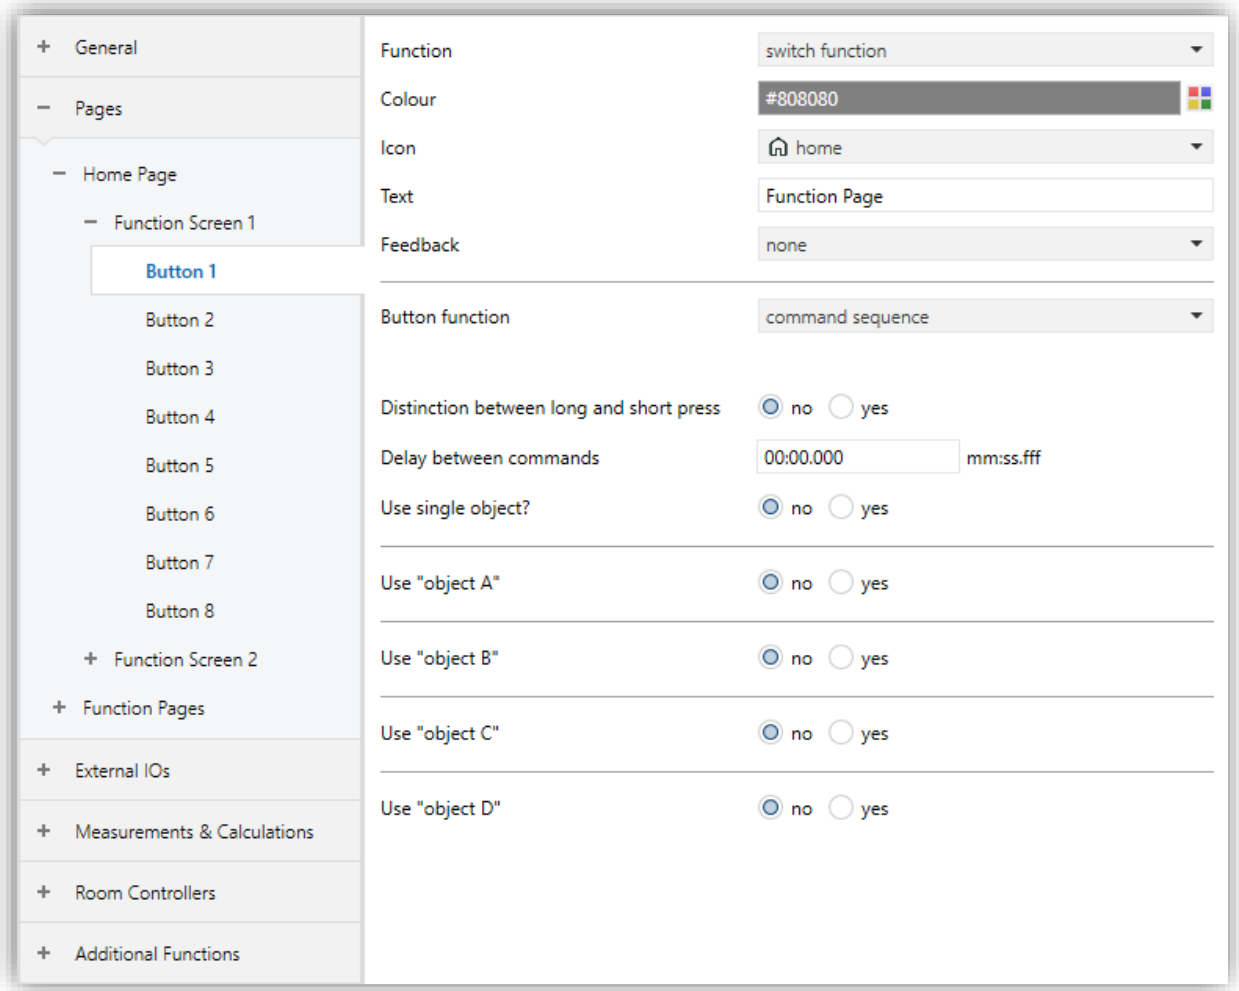 General
Pages
Home Page
Function Screen 1
Button 1
Button 2
Button 3
Button 4
Button 5
Button 6
Button 7
Button 8
Function Screen 2
Function Pages
External IOs
Measurements & Calculations
Room Controllers
Additional Functions
Function switch function
Colour #808080
Icon home
Text Function Page
Feedback none
Button function command sequence
Distinction between long and short press no yes
Delay between commands 00:00.000 mm:ss.fff
Use single object? no yes
Use "object A" no yes
Use "object B" no yes
Use "object C" no yes
Use "object D" no yes